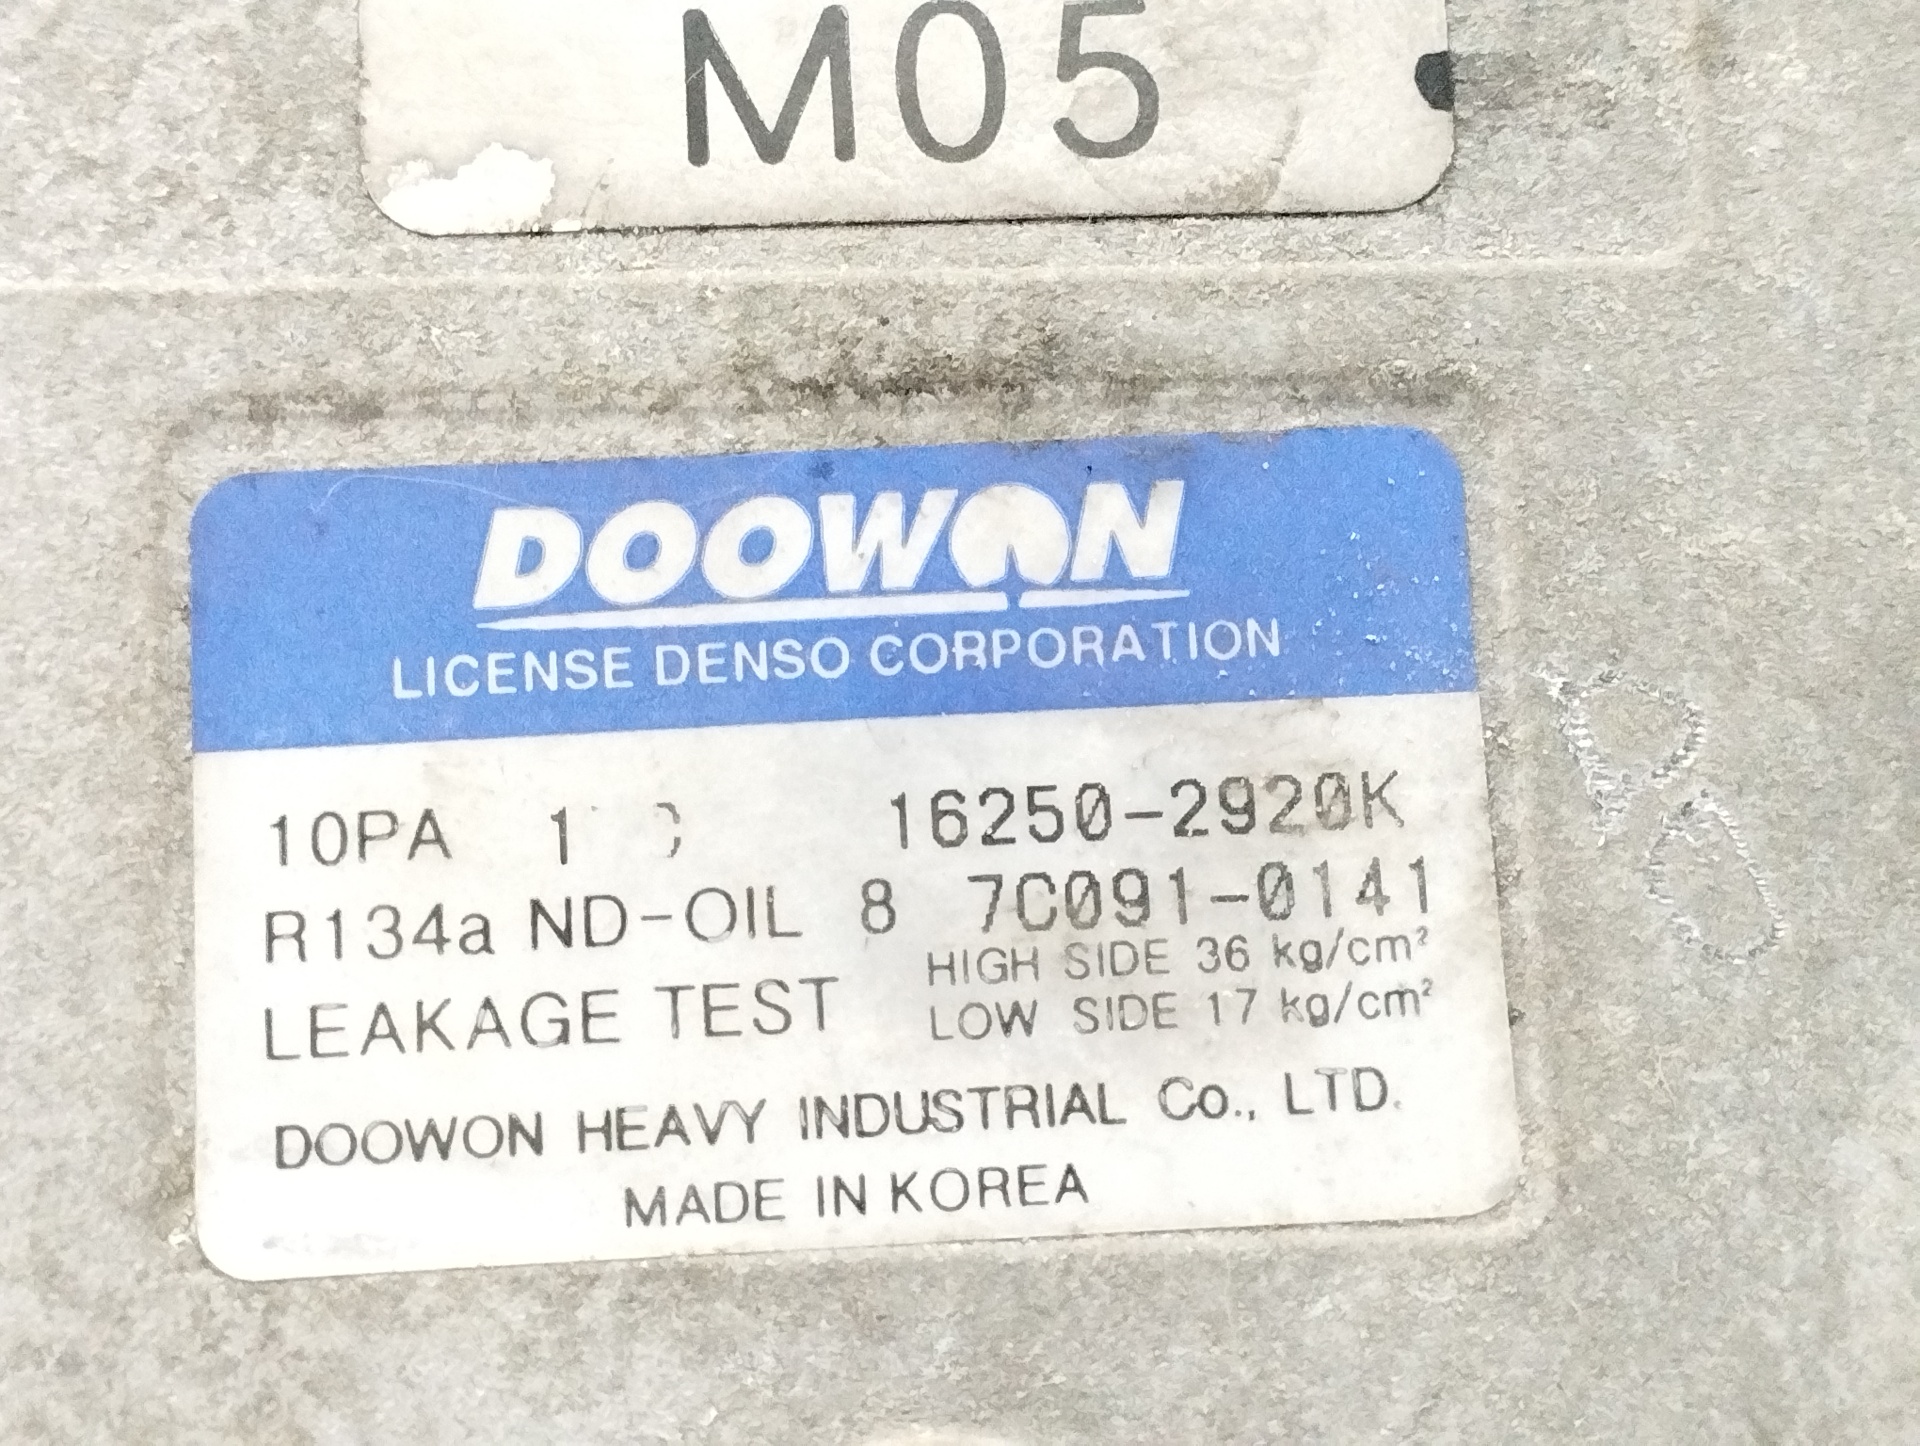 M05
DOOWON
LICENSE DENSO CORPORATION
10PA 16250-2920K
R134a ND-OIL 8 7C091-0141
LEAKAGE TEST HIGH SIDE 36 kg/cm²
LOW SIDE 17 kg/cm²
DOOWON HEAVY INDUSTRIAL Co., LTD.
MADE IN KOREA